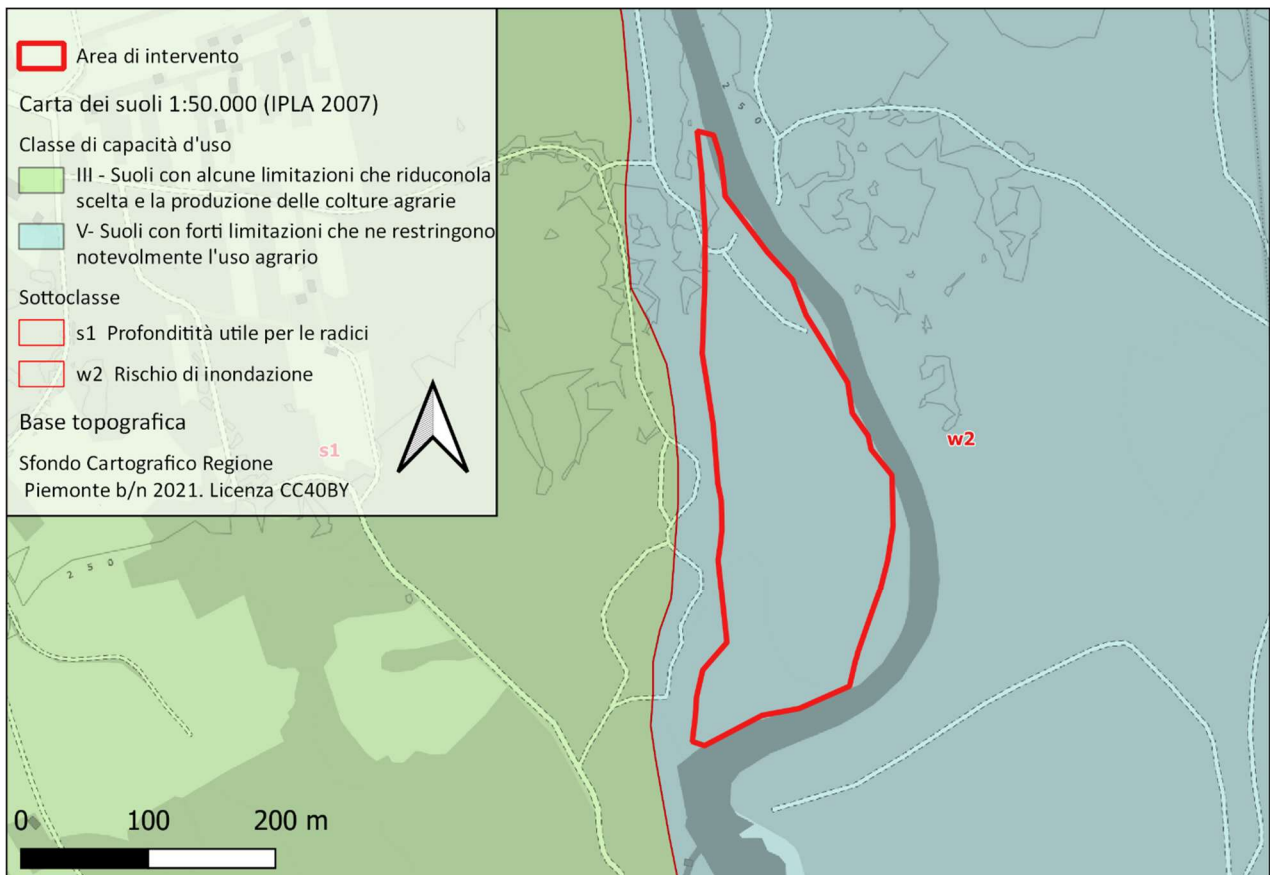 Area di intervento
Carta dei suoli 1:50.000 (IPLA 2007)
Classe di capacità d'uso
III - Suoli con alcune limitazioni che riduconola
scelta e la produzione delle colture agrarie
V- Suoli con forti limitazioni che ne restringono
notevolmente l'uso agrario
Sottoclasse
s1 Profonditità utile per le radici
w2 Rischio di inondazione
Base topografica
Sfondo Cartografico Regione
Piemonte b/n 2021. Licenza CC40BY
s1
w2
250
250
0 100 200 m